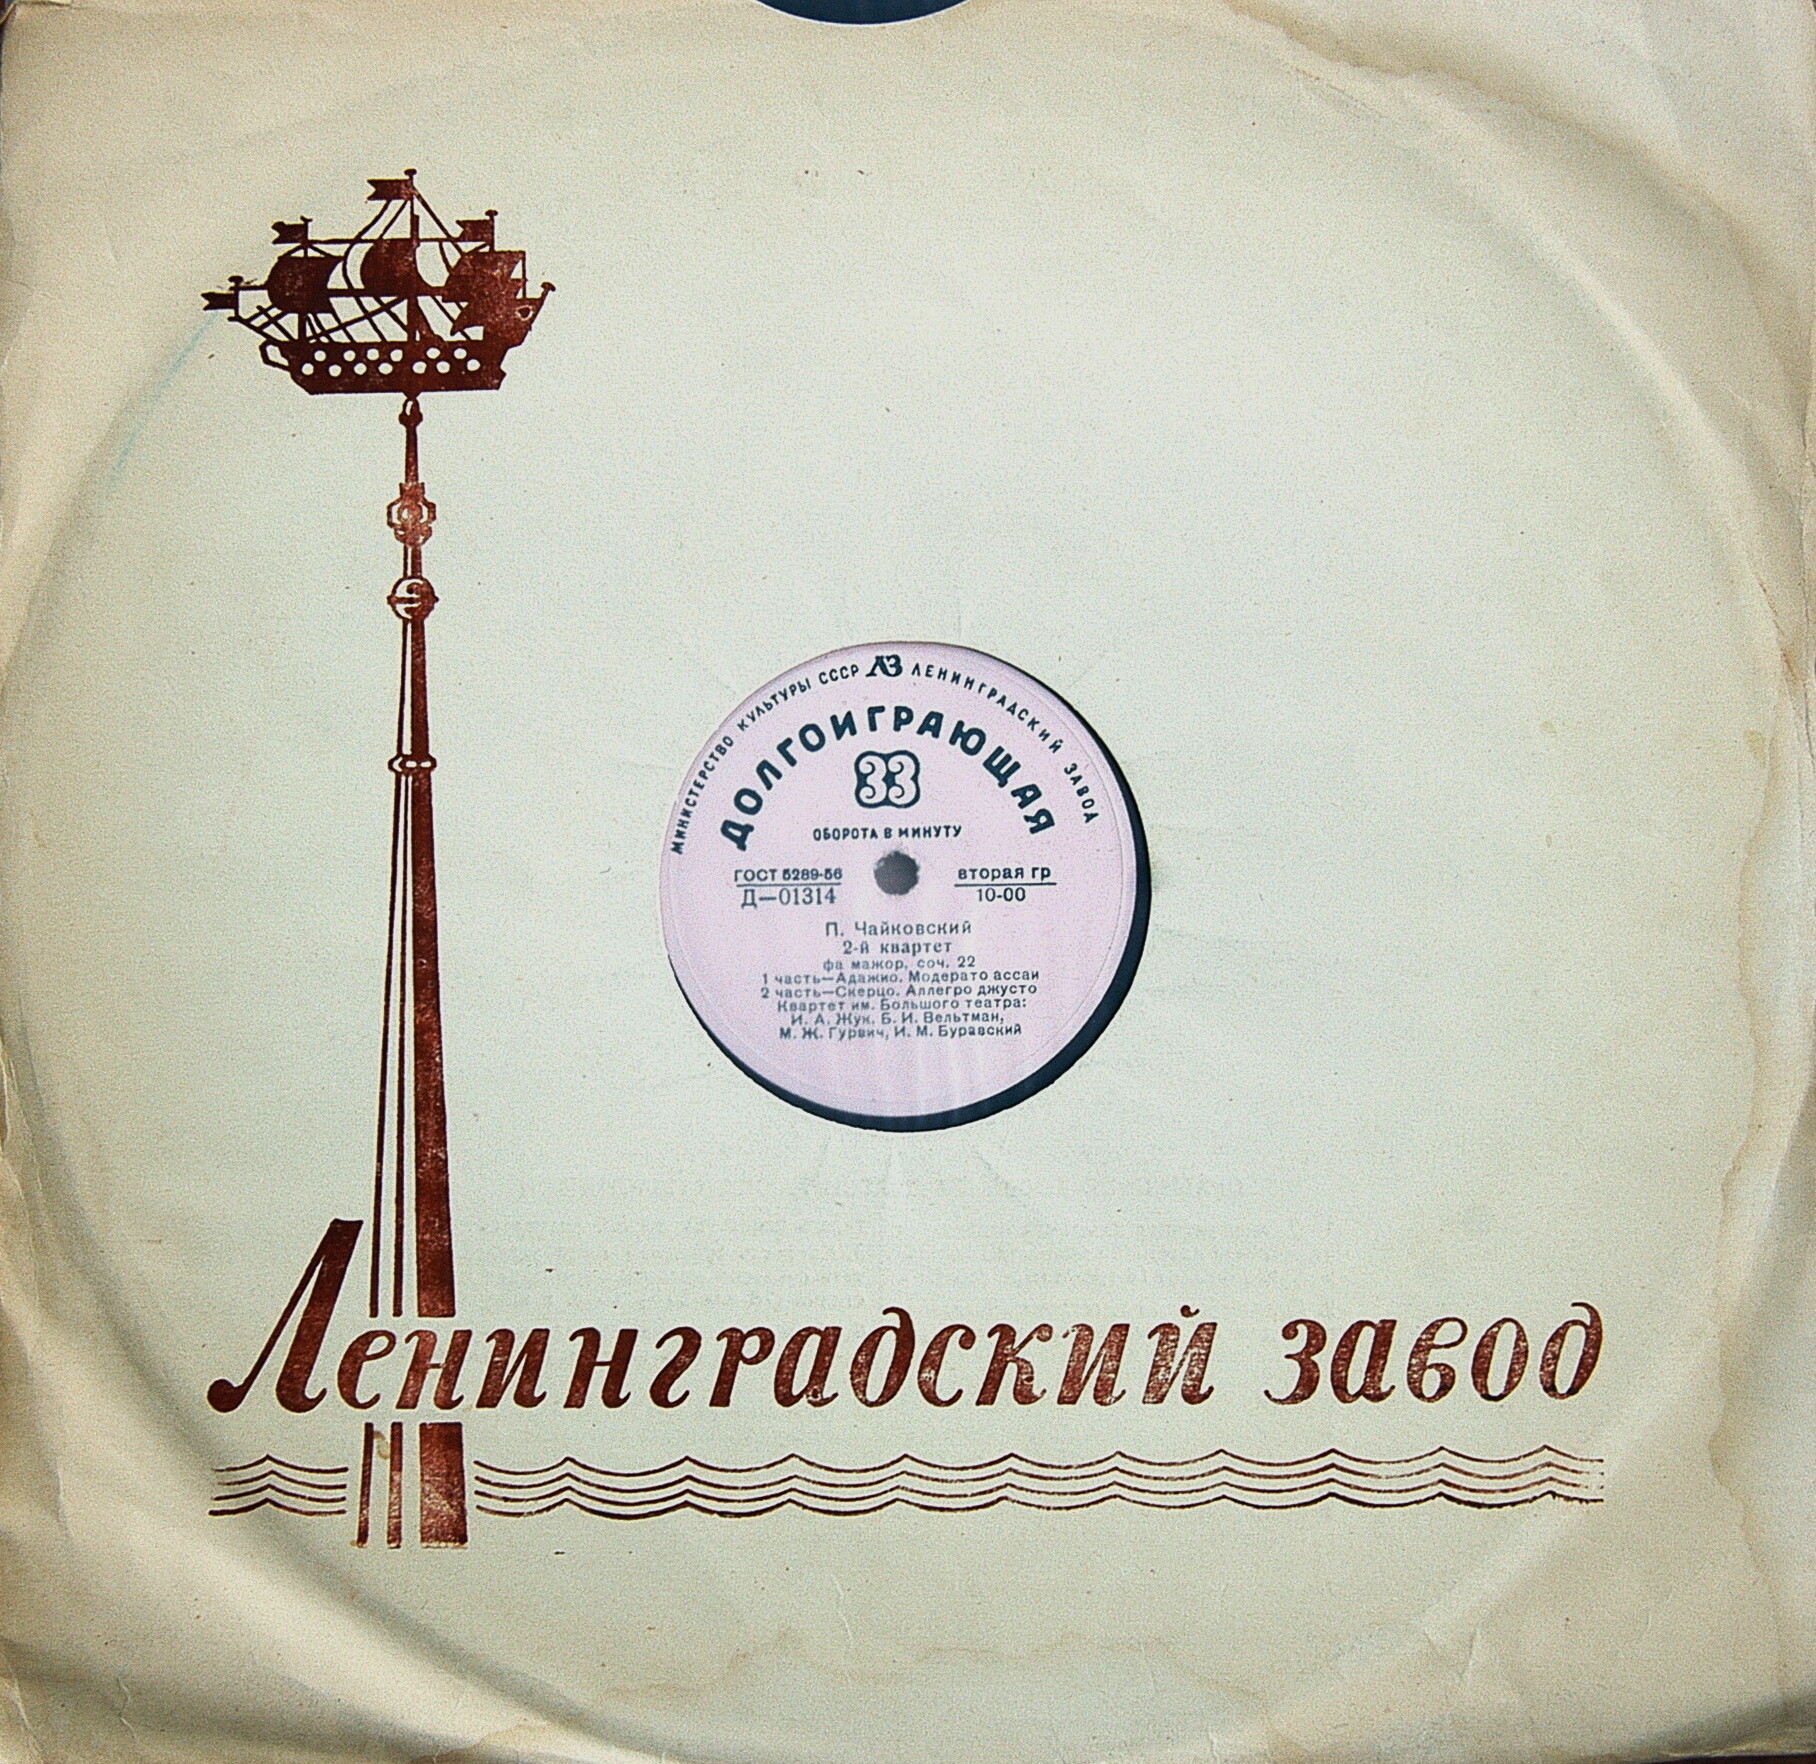 МИНИСТЕРСТВО КУЛЬТУРЫ СССР ЛЗ ЛЕНИНГРАДСКИЙ ЗАВОД
ДОЛГОИГРАЮЩАЯ
33
ОБОРОТА В МИНУТУ
ГОСТ 5289-56
Д—01314
вторая гр
10-00
П. Чайковский
2-й квартет
фа мажор, соч. 22
1 часть—Адажио. Модерато ассаи
2 часть—Скерцо. Аллегро джусто
Квартет им. Большого театра:
И. А. Жук, Б. И. Вельтман,
М. Ж. Гурвич, И. М. Буравский
Ленинградский завод